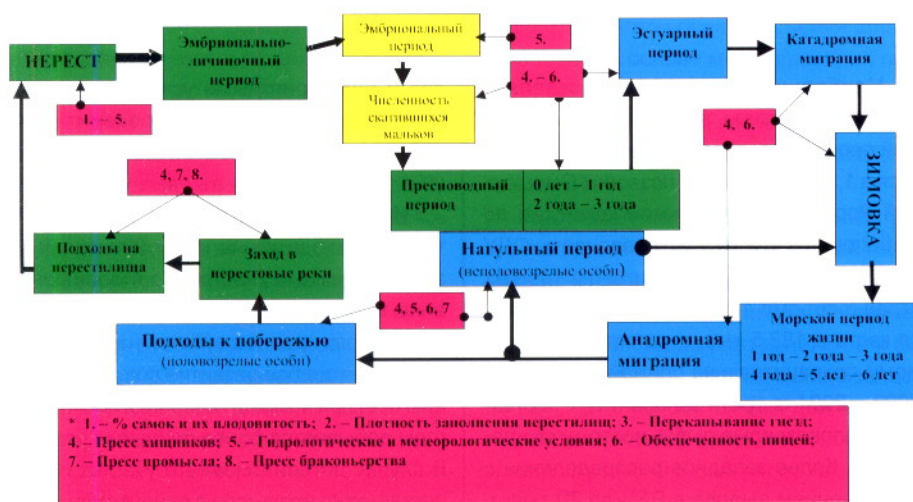 НЕРЕСТ
Эмбрионально-
личиночный
период
Эмбриональный
период
5.
Эстуарный
период
Катадромная
миграция
1. – 5.
4. – 6.
Численность
скатившихся
мальков
4, 6.
4, 7, 8.
Пресноводный
период
0 лет – 1 год
2 года – 3 года
ЗИМОВКА
Подходы на
нерестилища
Заход в
нерестовые реки
Нагульный период
(неполовозрелые особи)
4, 5, 6, 7
Подходы к побережью
(половозрелые особи)
Анадромная
миграция
Морской период
жизни
1 год – 2 года – 3 года
4 года – 5 лет – 6 лет
* 1. – % самок и их плодовитость; 2. – Плотность заполнения нерестилищ; 3. – Перекапывание гнезд;
4. – Пресс хищников; 5. – Гидрологические и метеорологические условия; 6. – Обеспеченность пищей;
7. – Пресс промысла; 8. – Пресс браконьерства